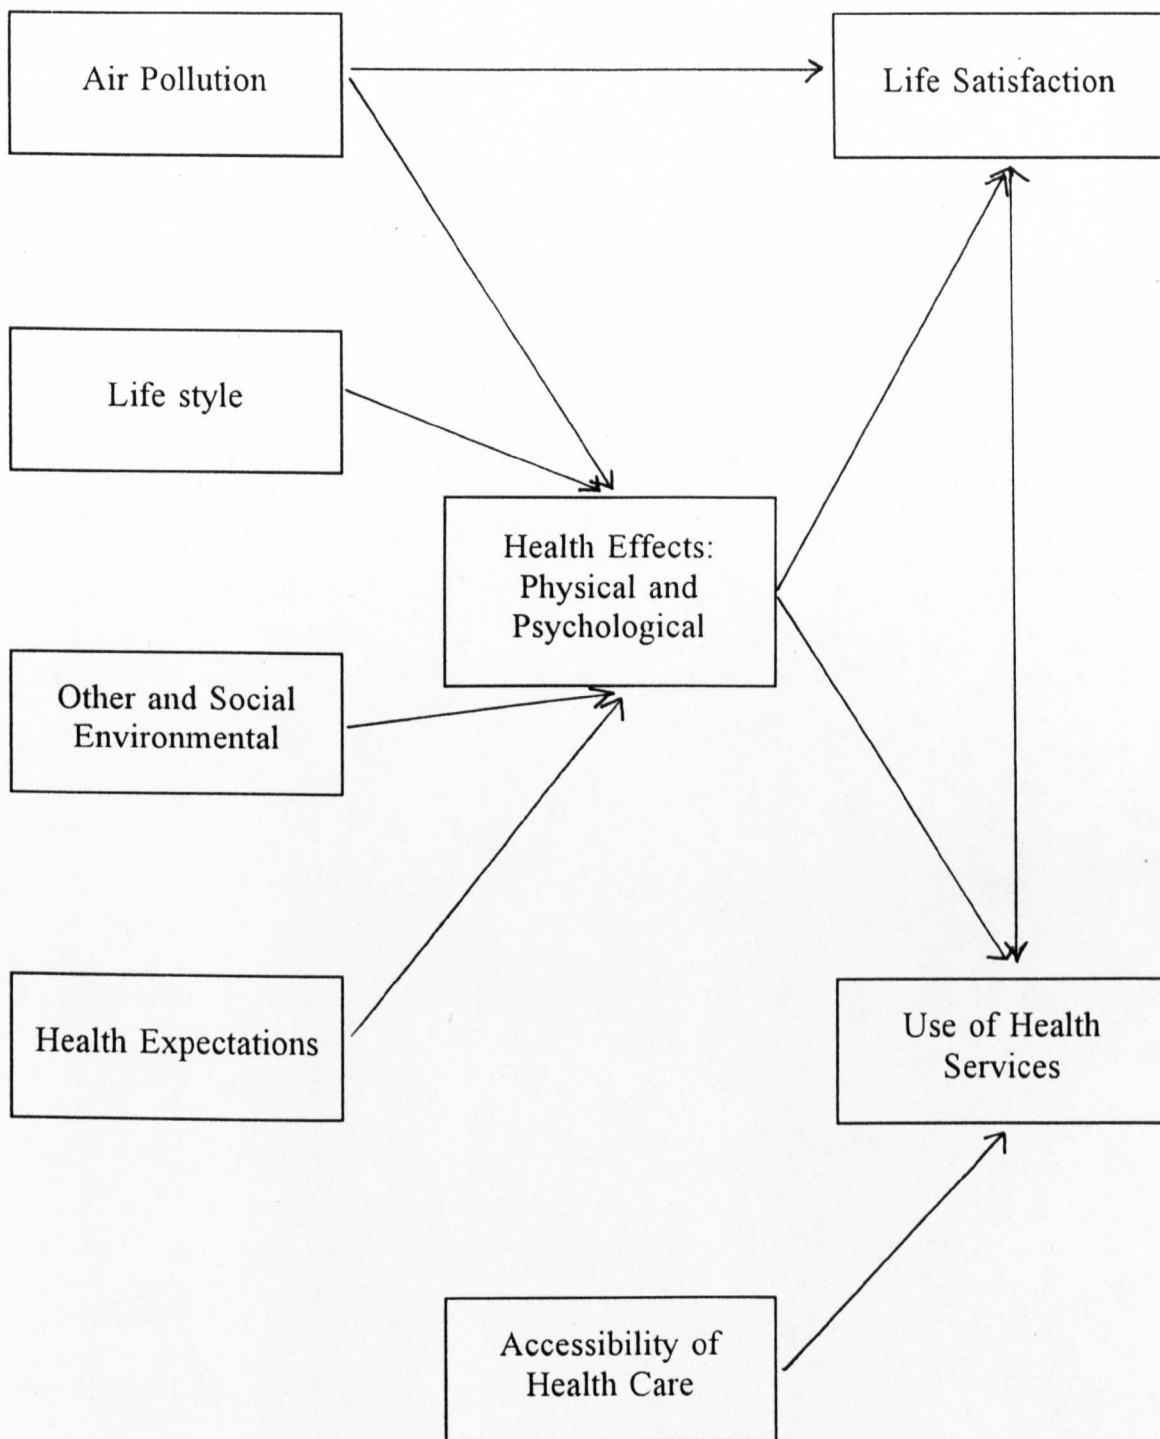 Air Pollution
Life Satisfaction
Life style
Health Effects:
Physical and
Psychological
Other and Social
Environmental
Health Expectations
Use of Health
Services
Accessibility of
Health Care